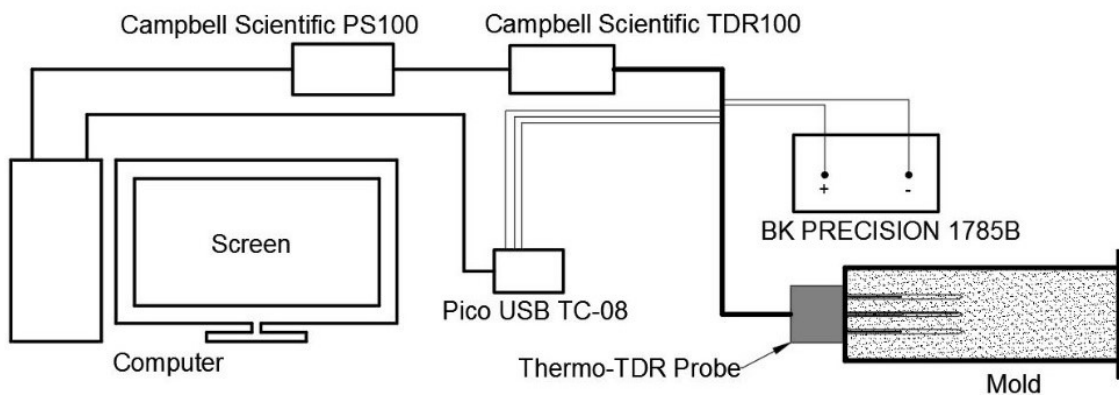 Campbell Scientific PS100
Campbell Scientific TDR100
+
-
BK PRECISION 1785B
Screen
Pico USB TC-08
Computer
Thermo-TDR Probe
Mold